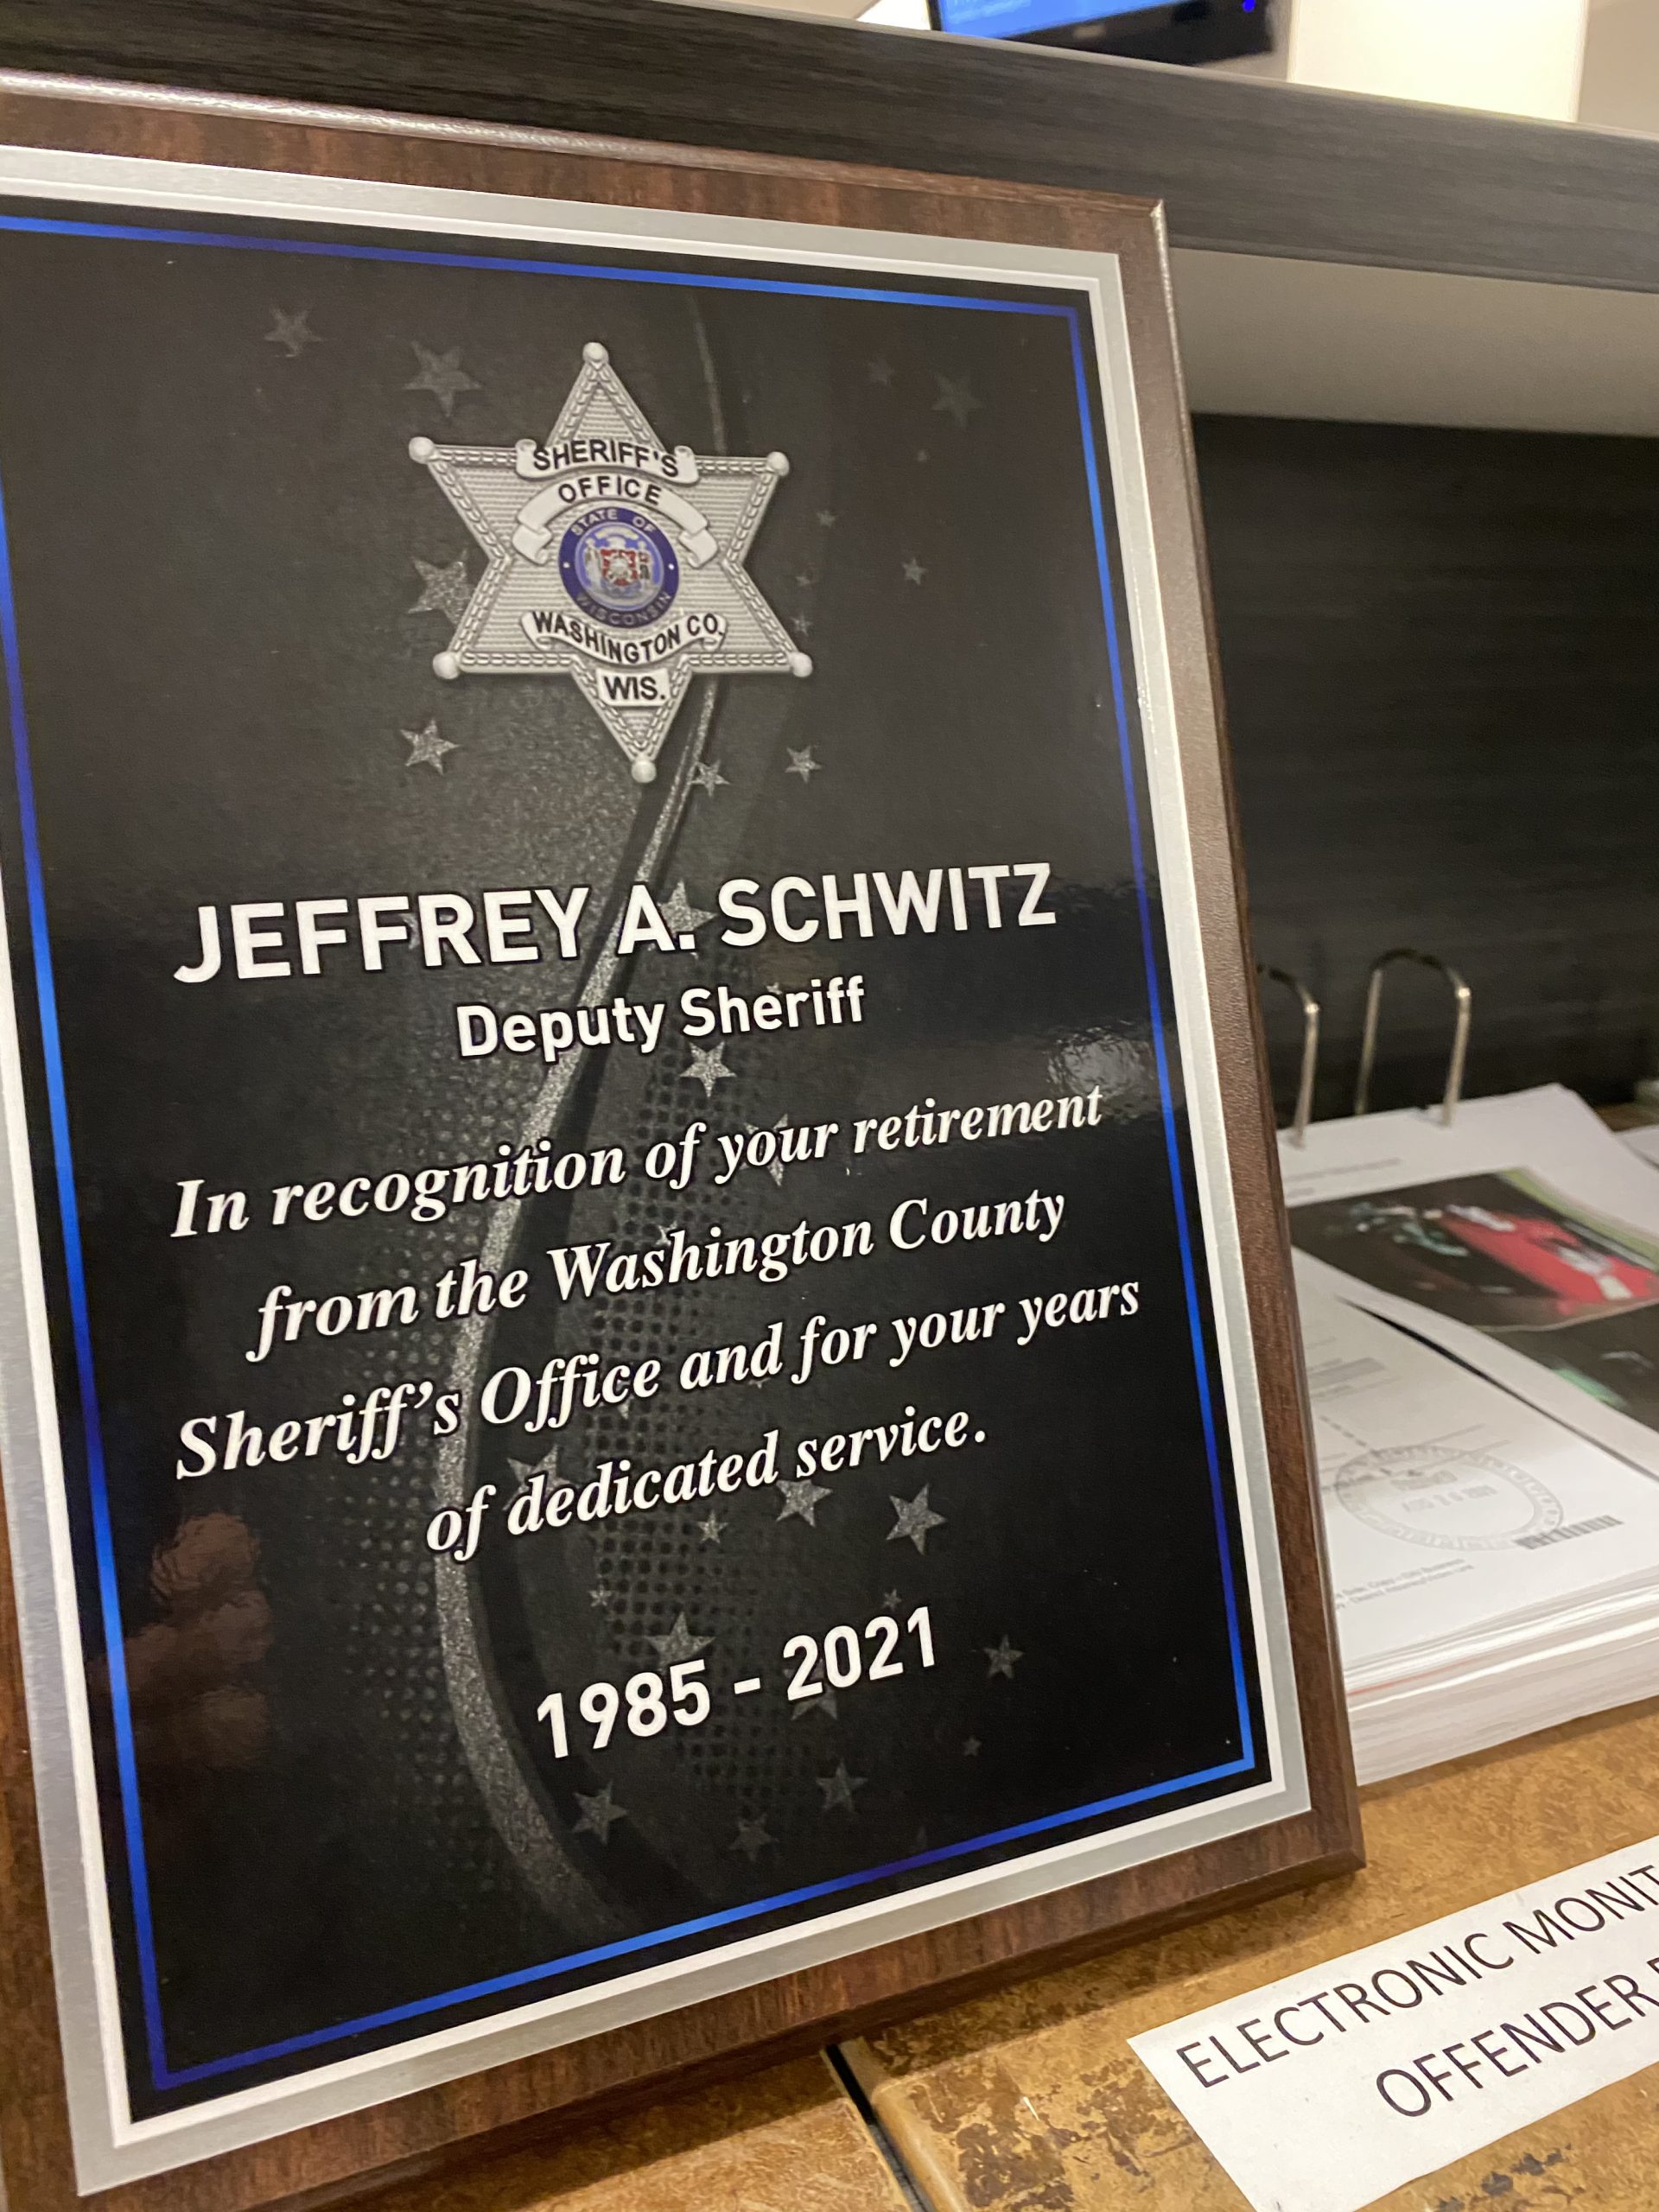 SHERIFF'S
OFFICE
STATE OF
WISCONSIN
WASHINGTON CO.
WIS.
JEFFREY A. SCHWITZ
Deputy Sheriff
In recognition of your retirement
from the Washington County
Sheriff's Office and for your years
of dedicated service.
1985 - 2021
ELECTRONIC MONIT
OFFENDER